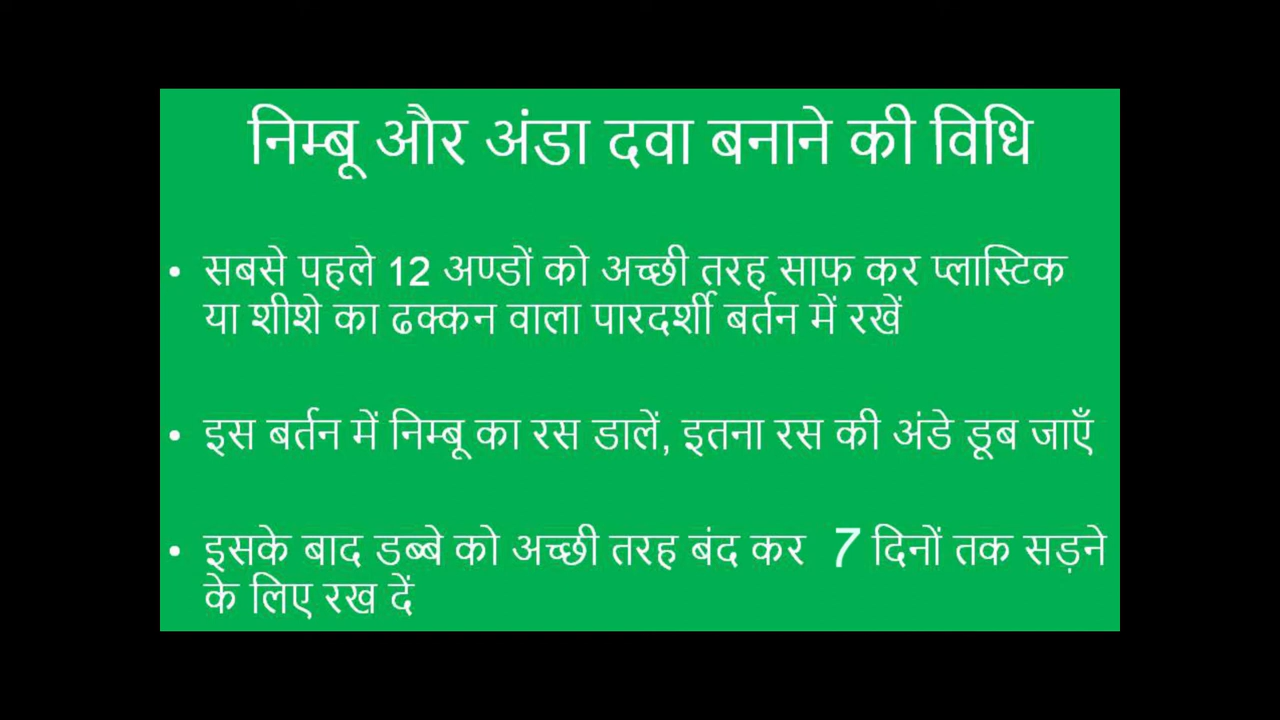 निम्बू और अंडा दवा बनाने की विधि
• सबसे पहले 12 अण्डों को अच्छी तरह साफ कर प्लास्टिक
या शीशे का ढक्कन वाला पारदर्शी बर्तन में रखें
• इस बर्तन में निम्बू का रस डालें, इतना रस की अंडे डूब जाएँ
• इसके बाद डब्बे को अच्छी तरह बंद कर 7 दिनों तक सड़ने
के लिए रख दें